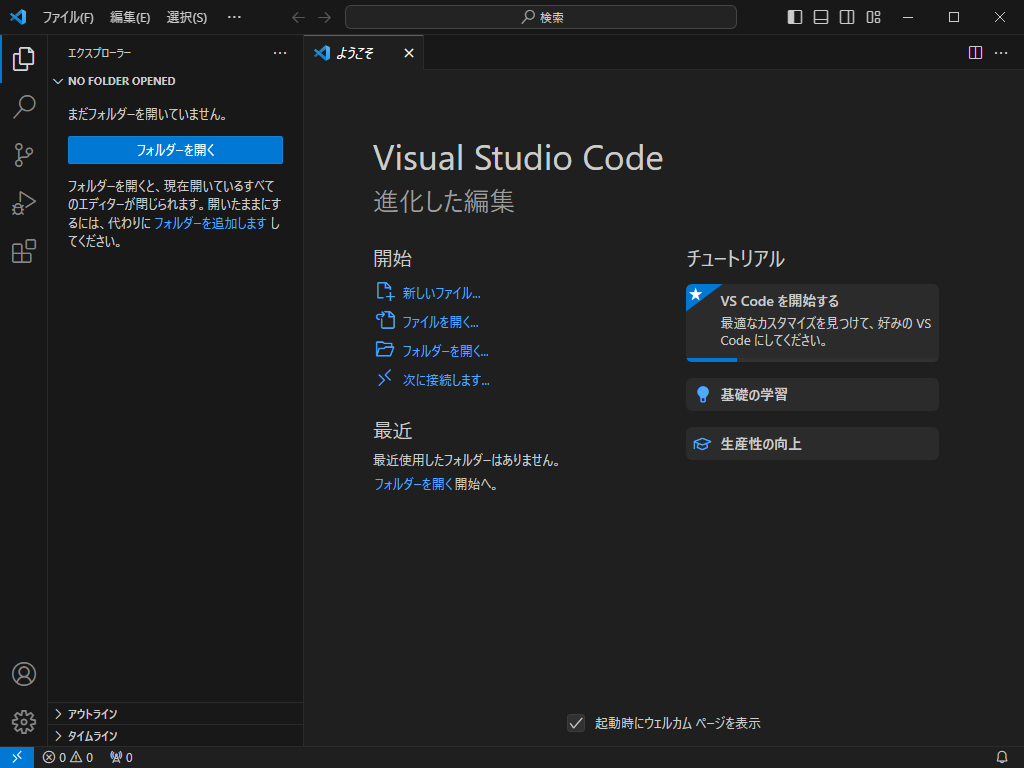 ファイル(F) 編集(E) 選択(S) … 検索
エクスプローラー …
ようこそ
NO FOLDER OPENED
まだフォルダーを開いていません。
フォルダーを開く
フォルダーを開くと、現在開いているすべて
のエディターが閉じられます。開いたままにす
るには、代わりに フォルダーを追加します し
てください。
アウトライン
タイムライン
Visual Studio Code
進化した編集
開始
新しいファイル...
ファイルを開く...
フォルダーを開く...
次に接続します...
最近
最近使用したフォルダーはありません。
フォルダーを開く開始へ。
チュートリアル
VS Code を開始する
最適なカスタマイズを見つけて、好みの VS
Code にしてください。
基礎の学習
生産性の向上
起動時にウェルカム ページを表示
0 0 0